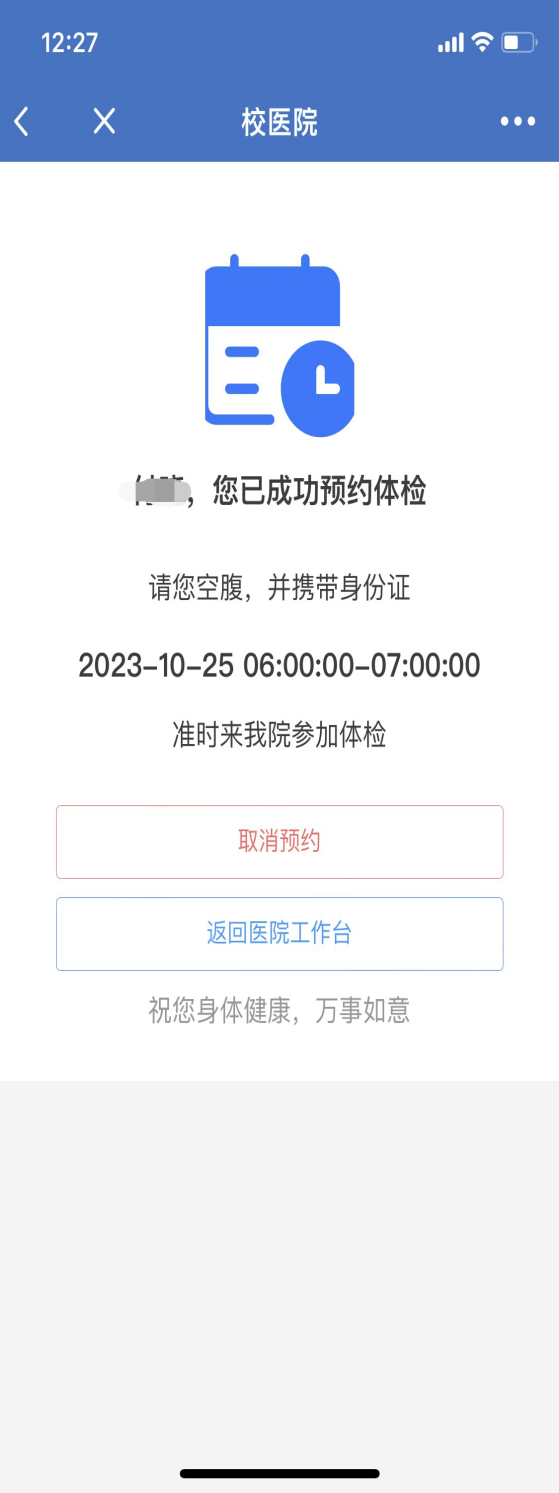 12:27
校医院
，您已成功预约体检
请您空腹，并携带身份证
2023-10-25 06:00:00-07:00:00
准时来我院参加体检
取消预约
返回医院工作台
祝您身体健康，万事如意